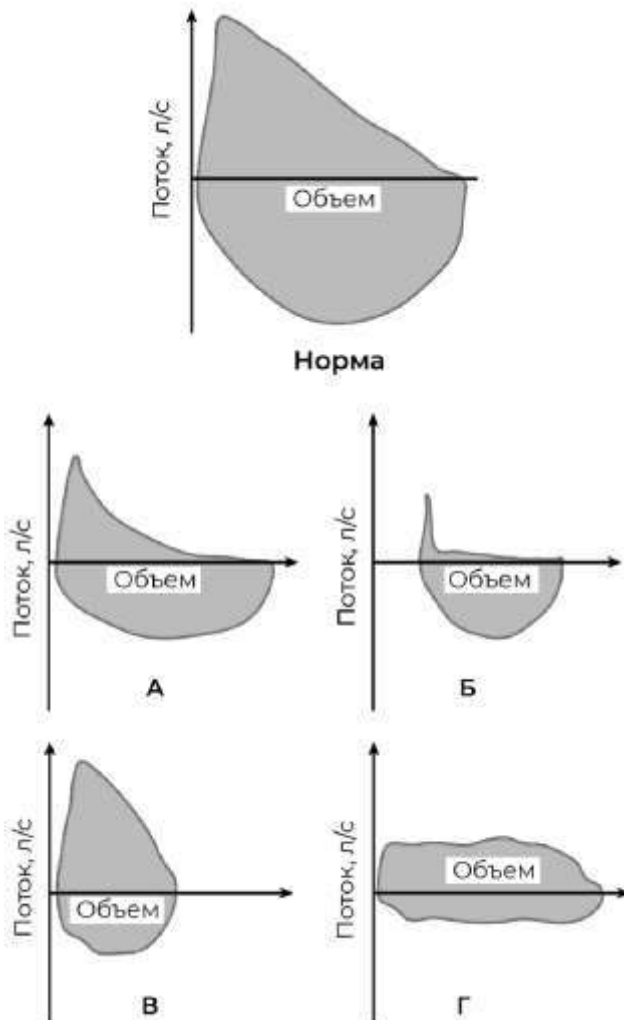 Поток, л/с
Объем
Норма
Поток, л/с
Объем
А
Поток, л/с
Объем
Б
Поток, л/с
Объем
В
Поток, л/с
Объем
Г